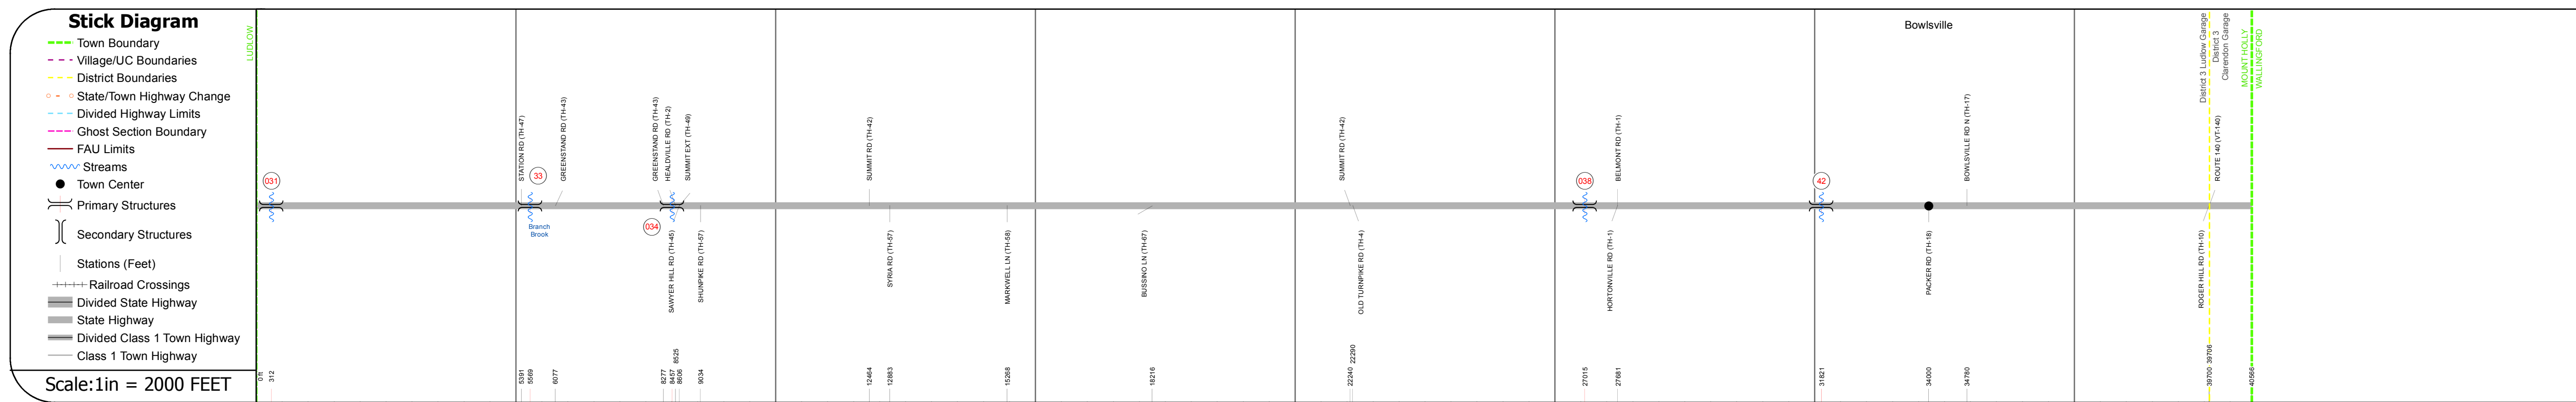 Stick Diagram
Town Boundary
Village/UC Boundaries
District Boundaries
State/Town Highway Change
Divided Highway Limits
Ghost Section Boundary
FAU Limits
Streams
Town Center
Primary Structures
Secondary Structures
Stations (Feet)
Railroad Crossings
Divided State Highway
State Highway
Divided Class 1 Town Highway
Class 1 Town Highway
Scale:1in = 2000 FEET
LUDLOW
Bowlsville
District 3 Ludlow Garage
District 3
Clarendon Garage
MOUNT HOLLY
WALLINGFORD
STATION RD (TH-47)
GREENSTAND RD (TH-43)
GREENSTAND RD (TH-43)
HEALDVILLE RD (TH-2)
SUMMIT EXT (TH-49)
SUMMIT RD (TH-42)
SUMMIT RD (TH-42)
BELMONT RD (TH-1)
BOWLSVILLE RD N (TH-17)
ROUTE 140 (VT-140)
031
33
034
038
42
Branch
Brook
SAWYER HILL RD (TH-45)
SHUNPIKE RD (TH-57)
SYRIA RD (TH-57)
MARKWELL LN (TH-58)
BUSSINO LN (TH-67)
OLD TURNPIKE RD (TH-4)
HORTONVILLE RD (TH-1)
PACKER RD (TH-18)
ROGER HILL RD (TH-10)
0 ft
312
5391
5569
6077
8277
8457
8525
8606
9034
12464
12883
15268
18216
22240
22290
27015
27681
31821
34000
34780
39700
39706
40566